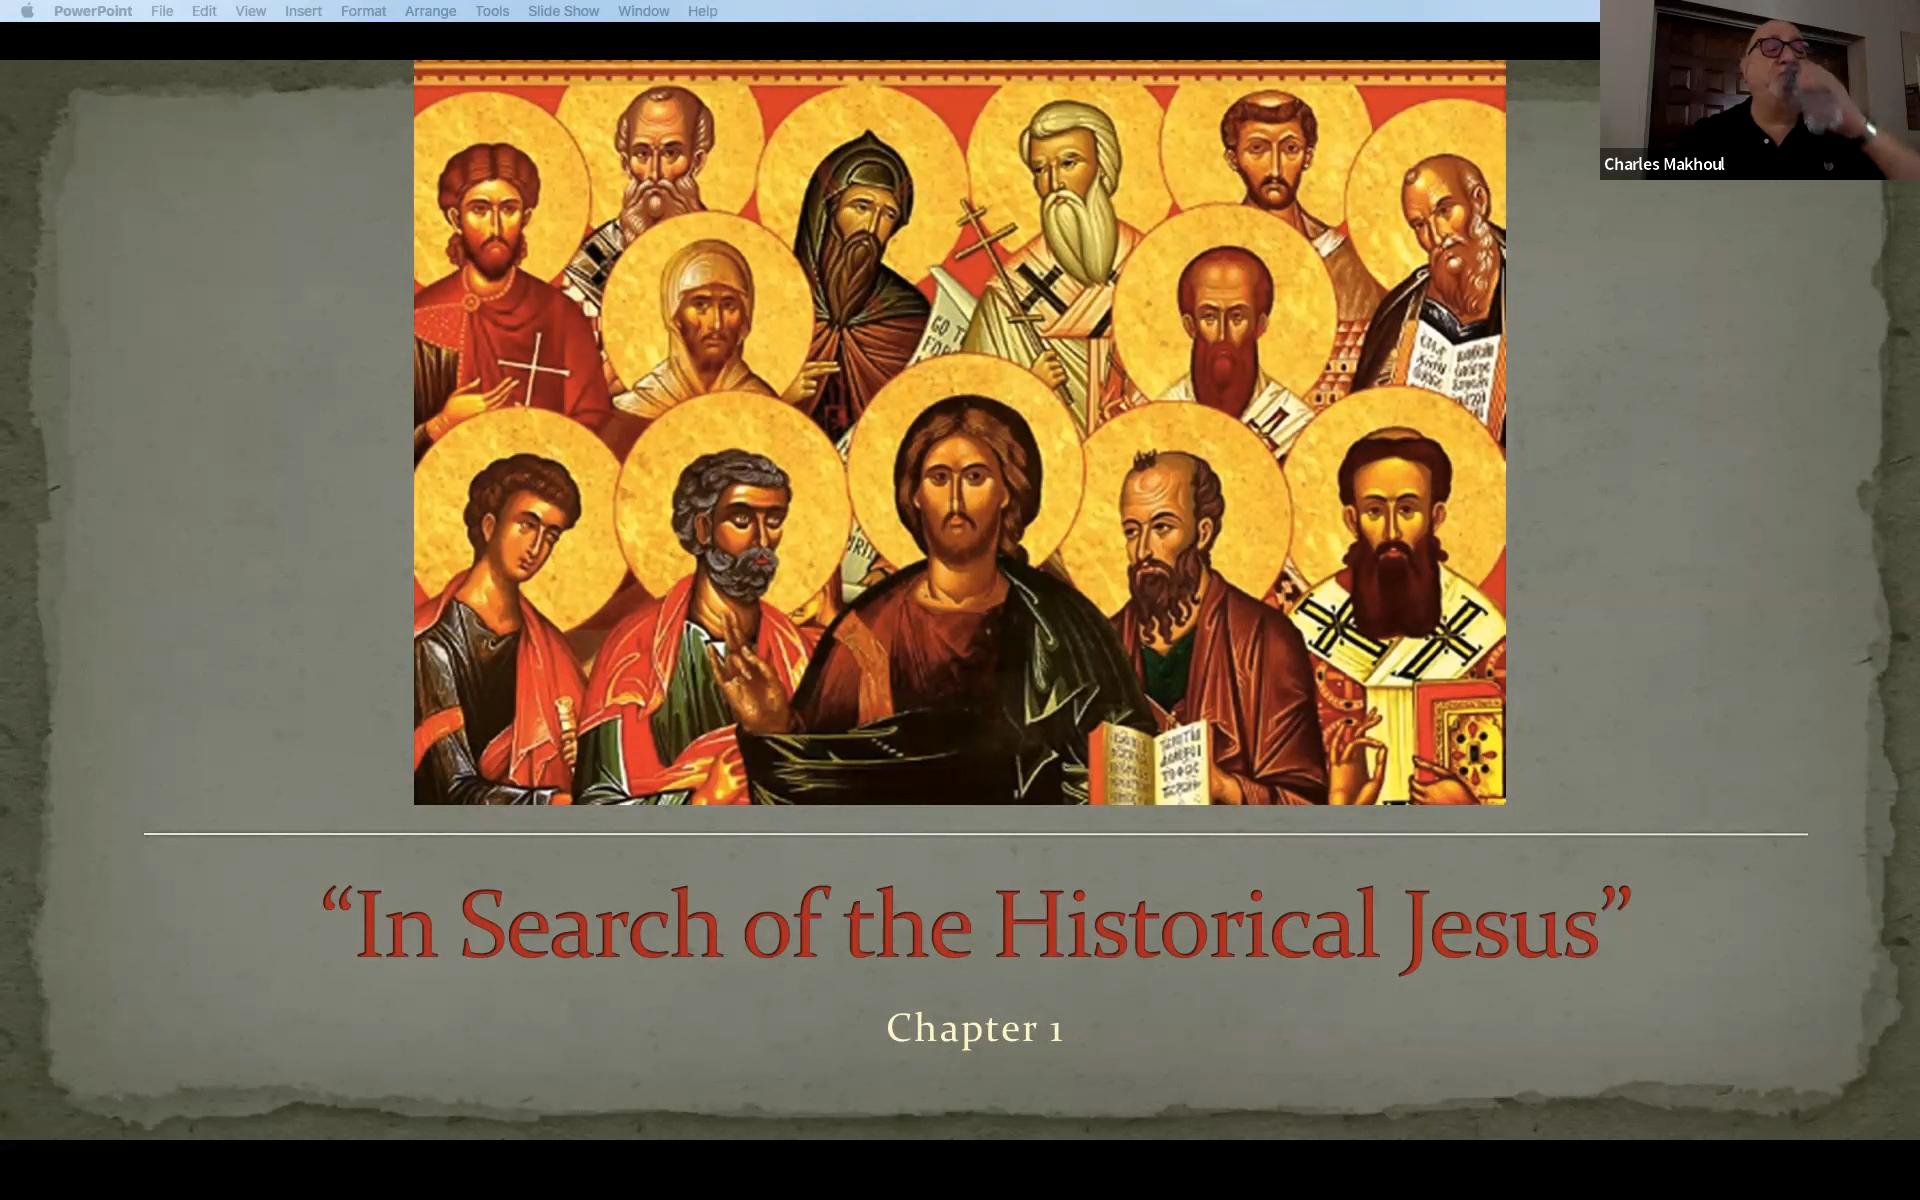 PowerPoint File Edit View Insert Format Arrange Tools Slide Show Window Help
Charles Makhoul
GO T
“In Search of the Historical Jesus”
Chapter 1